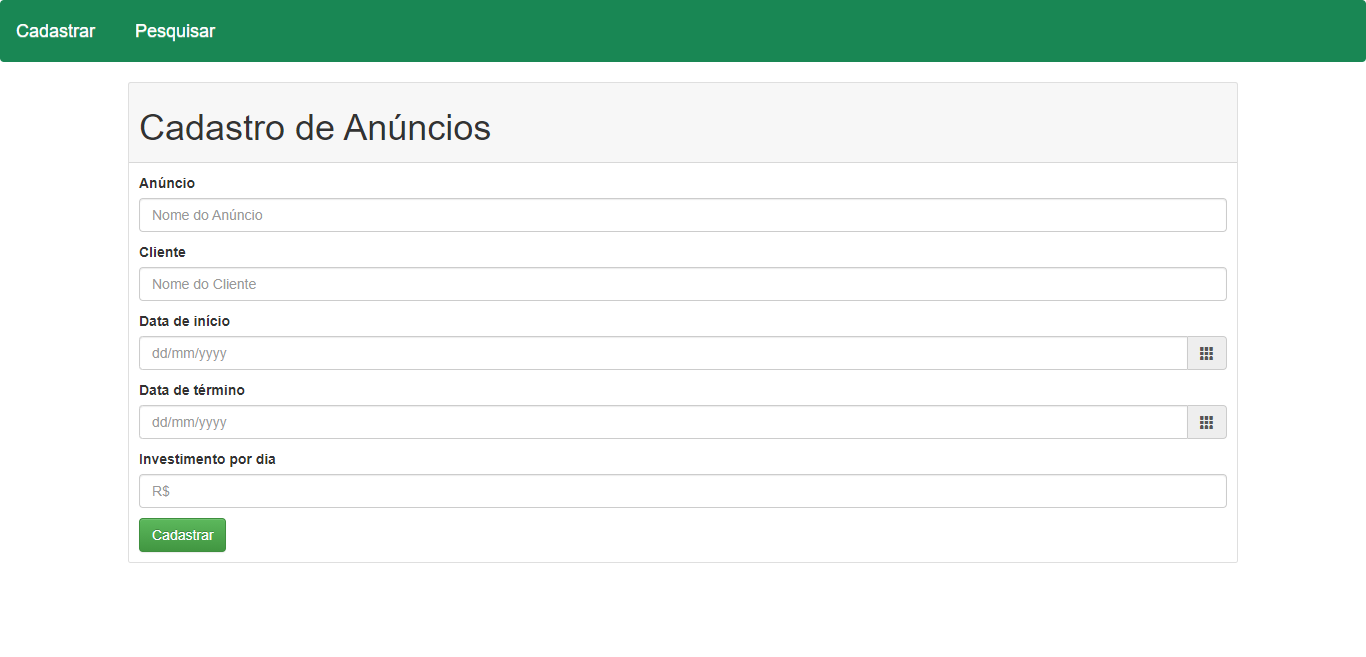 Cadastrar Pesquisar
Cadastro de Anúncios
Anúncio
Nome do Anúncio
Cliente
Nome do Cliente
Data de início
dd/mm/yyyy
Data de término
dd/mm/yyyy
Investimento por dia
R$
Cadastrar